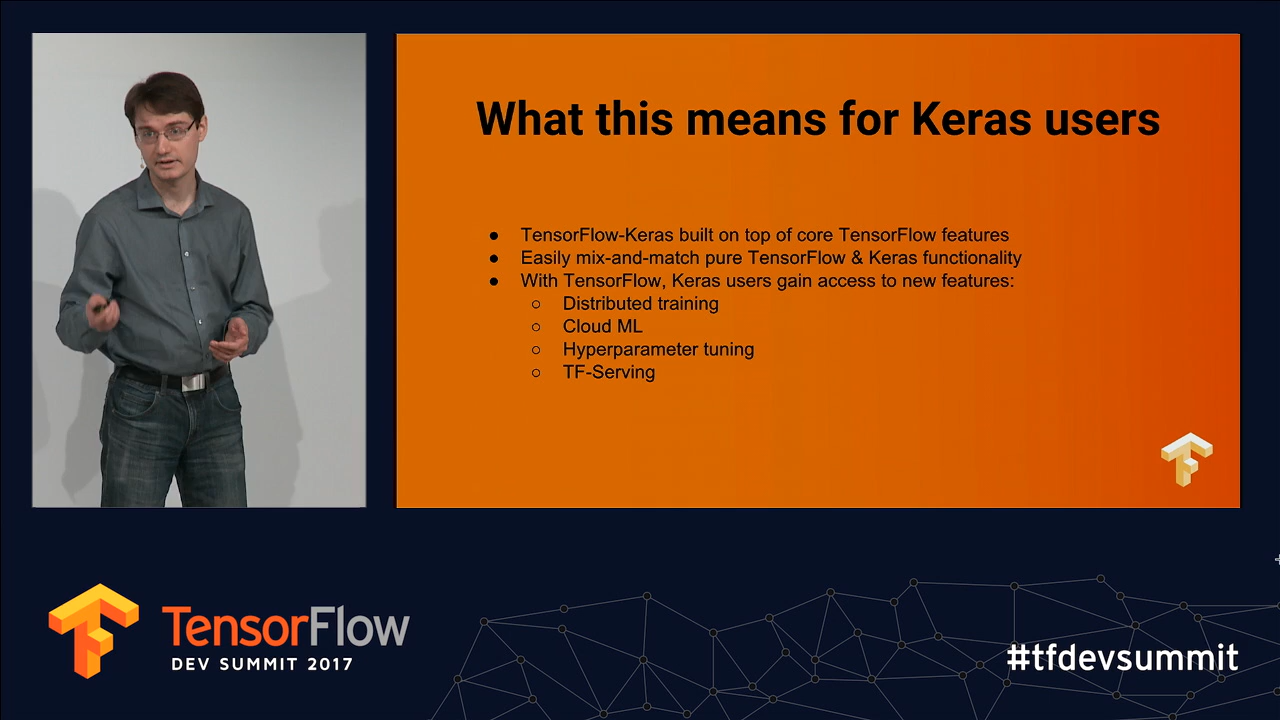 What this means for Keras users
● TensorFlow-Keras built on top of core TensorFlow features
● Easily mix-and-match pure TensorFlow & Keras functionality
● With TensorFlow, Keras users gain access to new features:
○ Distributed training
○ Cloud ML
○ Hyperparameter tuning
○ TF-Serving
TensorFlow
DEV SUMMIT 2017
#tfdevsummit